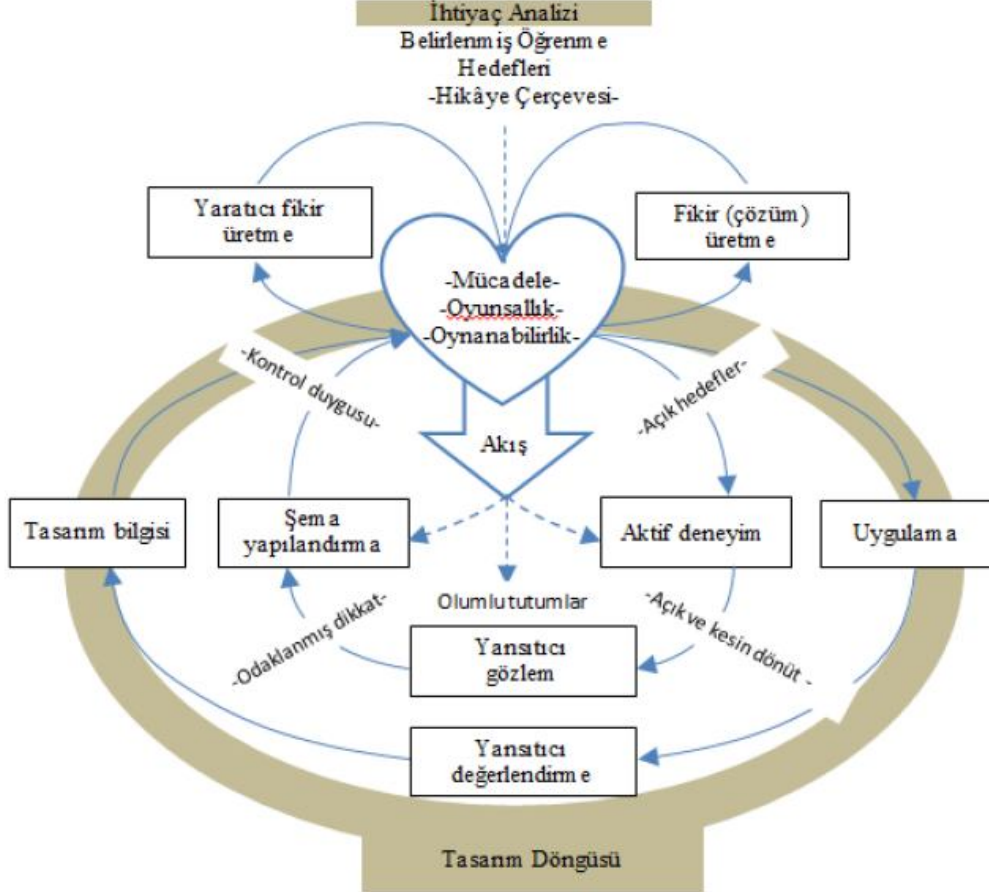 İhtiyaç Analizi
Belirlenmiş Öğrenme
Hedefleri
-Hikâye Çerçevesi-
Yaratıcı fikir
üretme
Fikir (çözüm)
üretme
-Mücadele-
-Oyunsallık-
-Oynanabilirlik-
-Kontrol duygusu-
-Açık hedefler-
Akış
Tasarım bilgisi
Şema
yapılandırma
Aktif deneyim
Uygulama
Olumlu tutumlar
-Odaklanmış dikkat-
-Açık ve kesin dönüt -
Yansıtıcı
gözlem
Yansıtıcı
değerlendirme
Tasarım Döngüsü